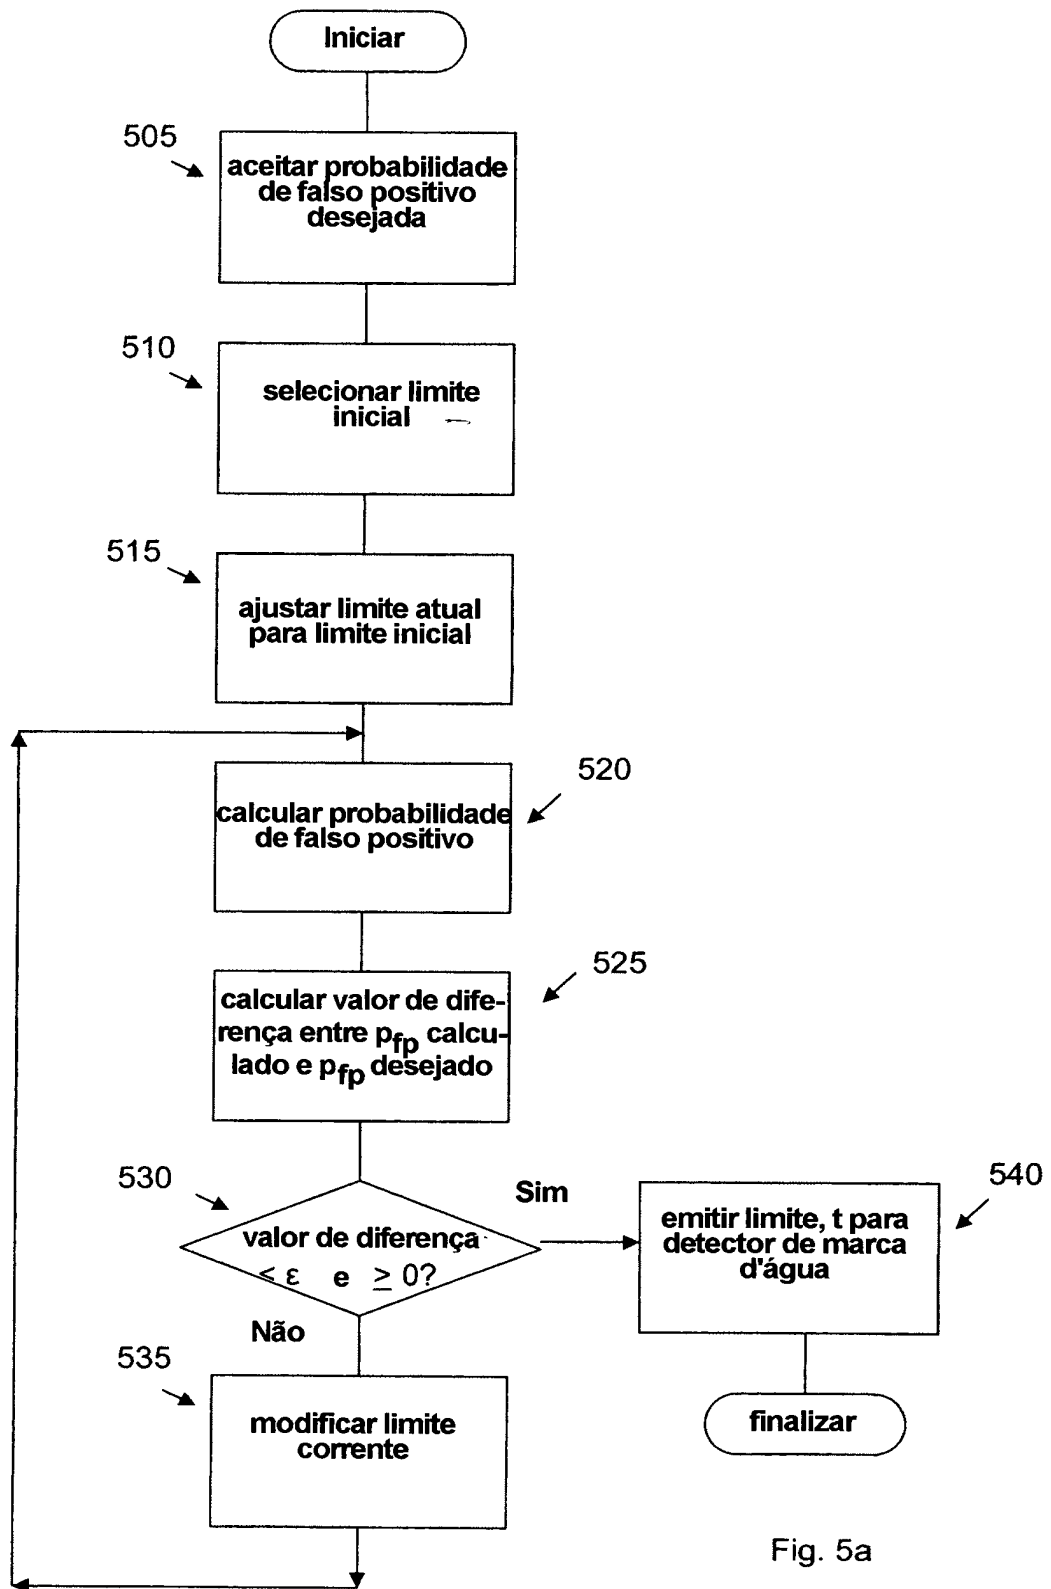 Iniciar
505
aceitar probabilidade
de falso positivo
desejada
510
selecionar limite
inicial
515
ajustar limite atual
para limite inicial
520
calcular probabilidade
de falso positivo
525
calcular valor de dife-
rença entre pfp calcu-
lado e pfp desejado
530
valor de diferença
< ε e ≥ 0?
Sim
540
emitir limite, t para
detector de marca
d'água
Não
535
modificar limite
corrente
finalizar
Fig. 5a